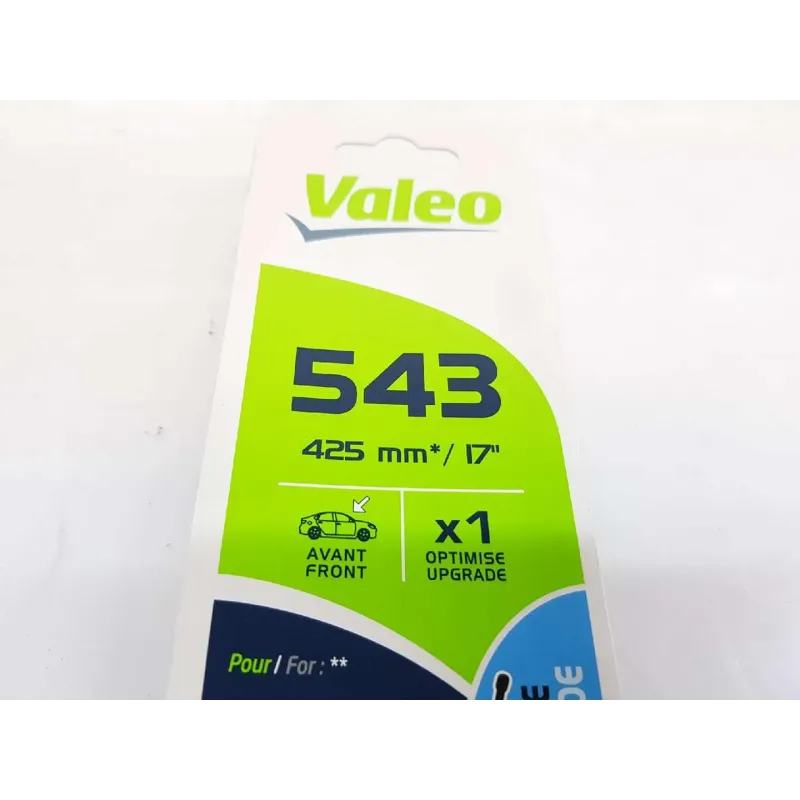 Valeo
543
425 mm*/ 17"
AVANT
FRONT
x1
OPTIMISE
UPGRADE
Pour / For : **